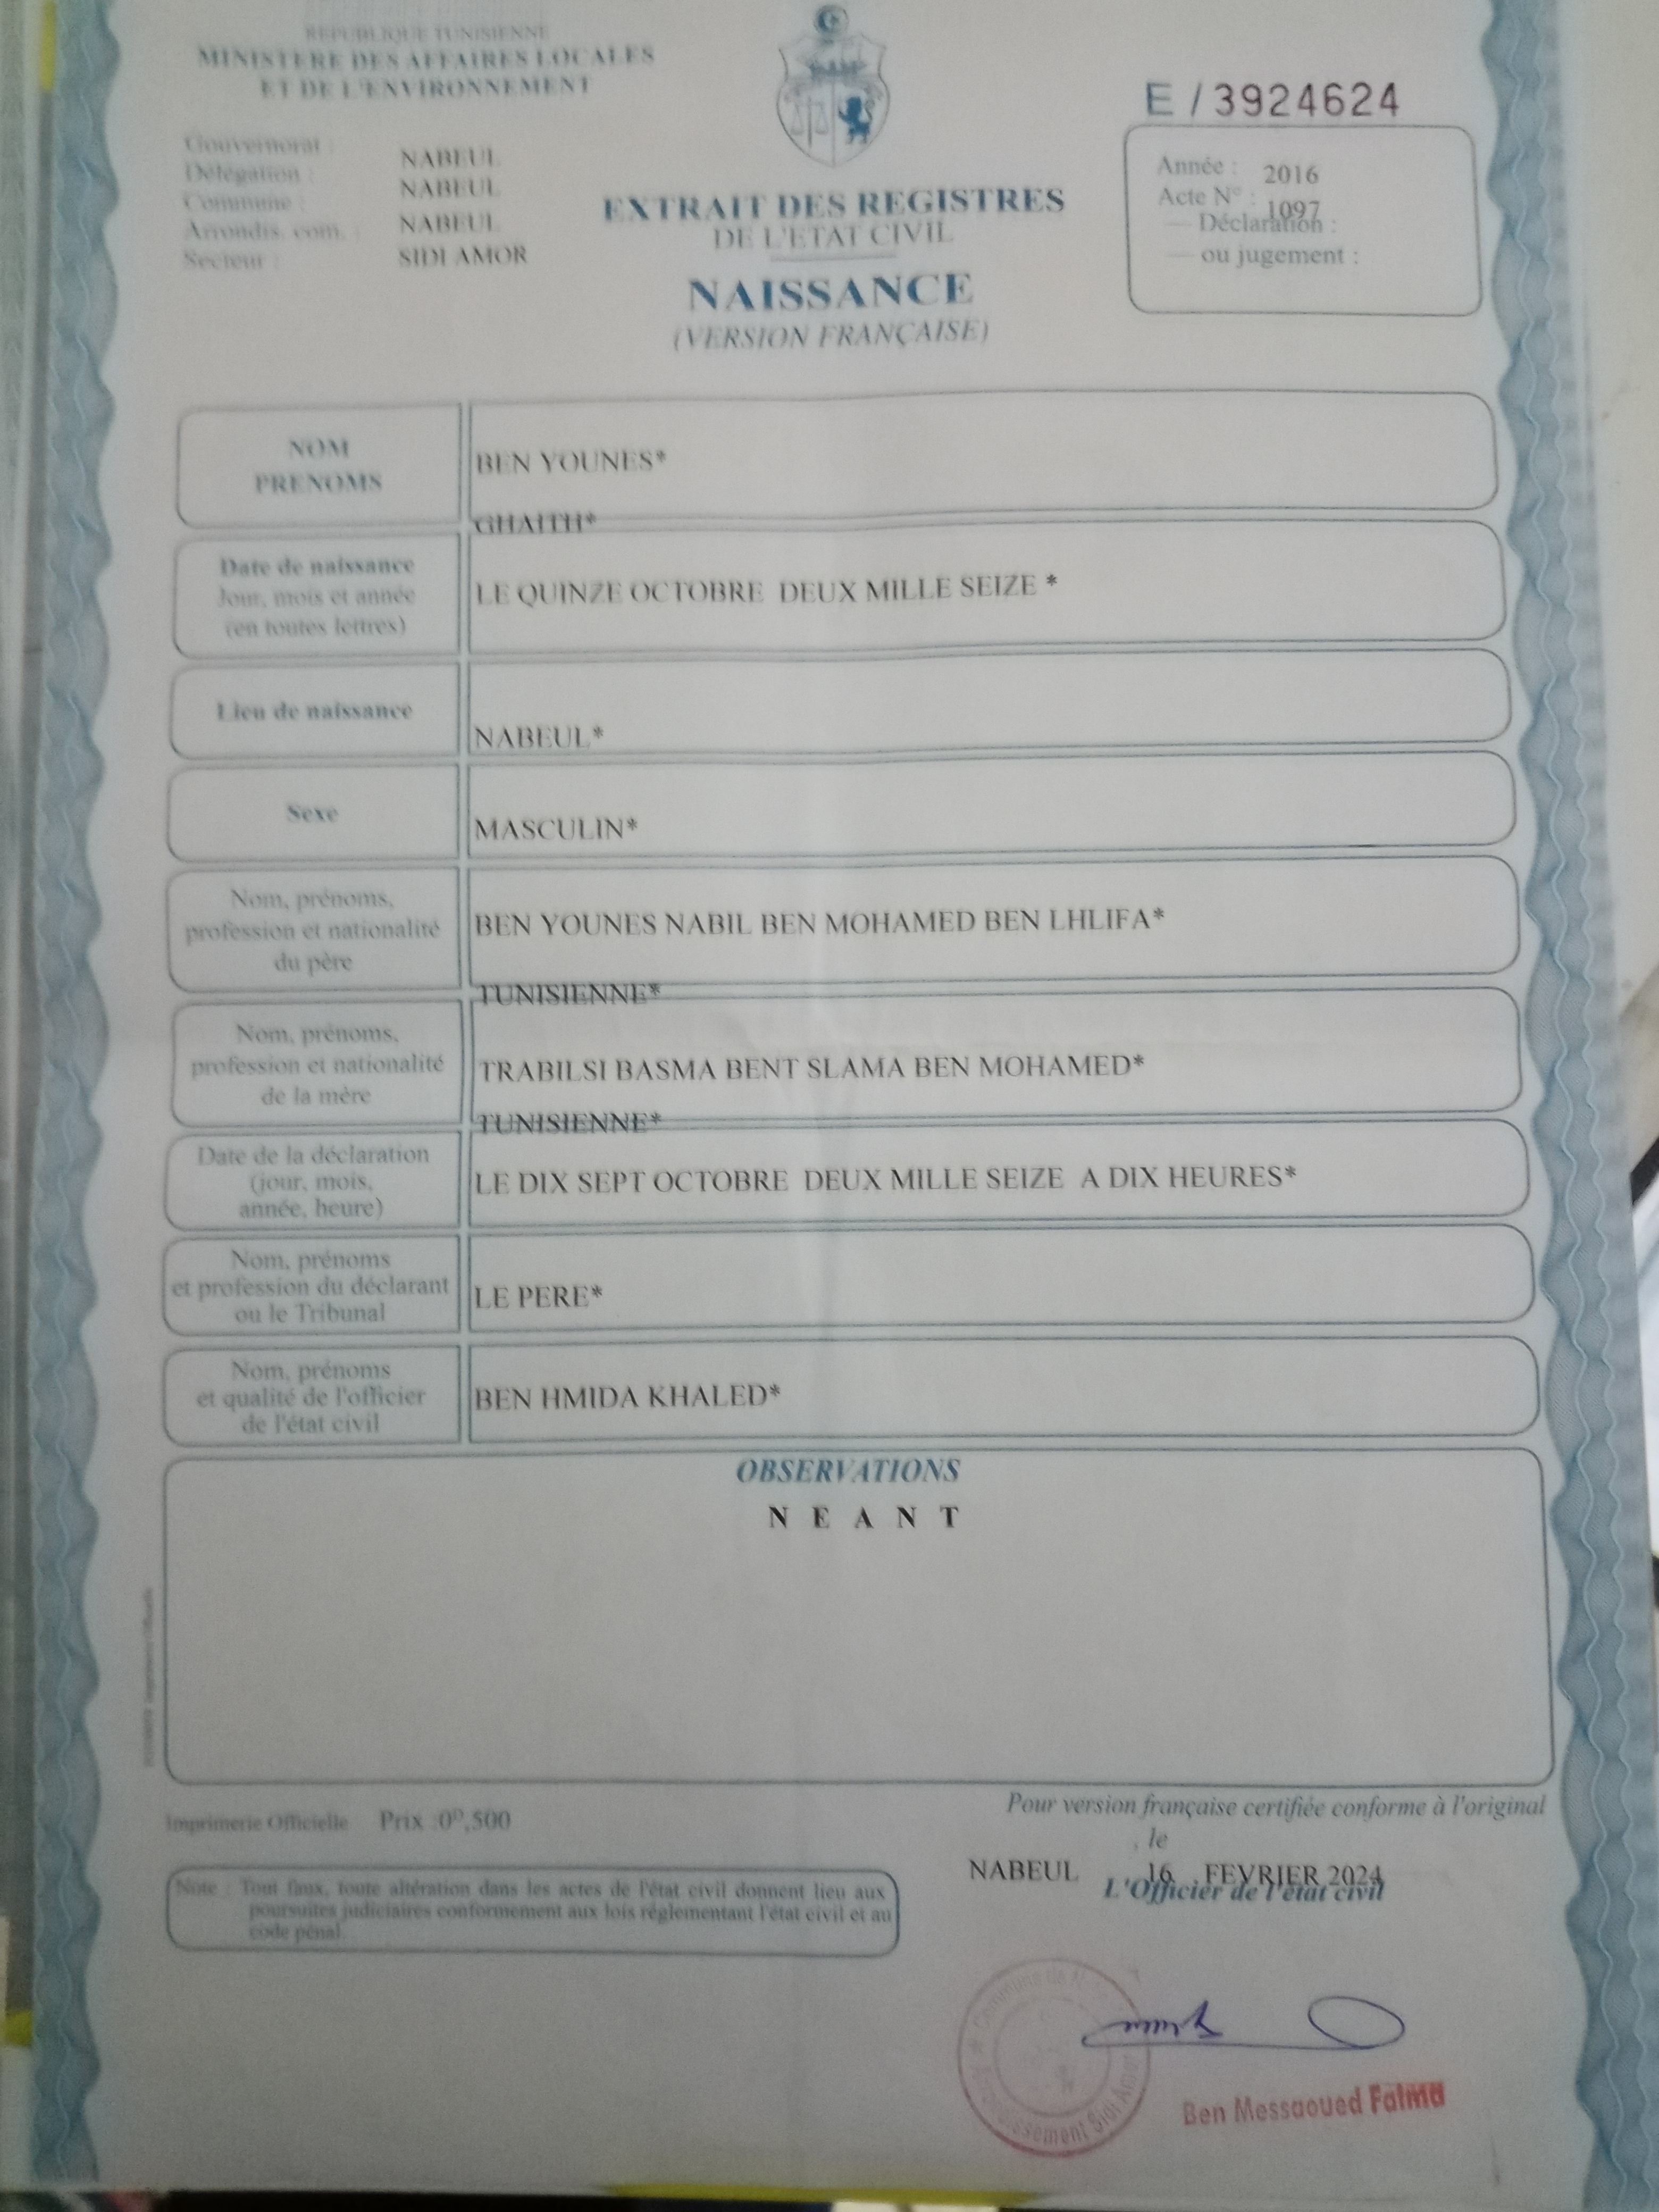 REPUBLIQUE TUNISIENNE
MINISTERE DES AFFAIRES LOCALES
ET DE L'ENVIRONNEMENT
E / 3924624
Gouvernorat : NABEUL
Délégation : NABEUL
Commune : NABEUL
Arrondis. com. : SIDI AMOR
Secteur :
EXTRAIT DES REGISTRES
DE L'ETAT CIVIL
NAISSANCE
(VERSION FRANÇAISE)
Année : 2016
Acte N° : 1097
— Déclaration :
— ou jugement :
NOM
PRENOMS
BEN YOUNES*
GHAITH*
Date de naissance
Jour, mois et année
(en toutes lettres)
LE QUINZE OCTOBRE DEUX MILLE SEIZE *
Lieu de naissance
NABEUL*
Sexe
MASCULIN*
Nom, prénoms,
profession et nationalité
du père
BEN YOUNES NABIL BEN MOHAMED BEN LHLIFA*
TUNISIENNE*
Nom, prénoms,
profession et nationalité
de la mère
TRABILSI BASMA BENT SLAMA BEN MOHAMED*
TUNISIENNE*
Date de la déclaration
(jour, mois,
année, heure)
LE DIX SEPT OCTOBRE DEUX MILLE SEIZE A DIX HEURES*
Nom, prénoms
et profession du déclarant
ou le Tribunal
LE PERE*
Nom, prénoms
et qualité de l'officier
de l'état civil
BEN HMIDA KHALED*
OBSERVATIONS
N E A N T
Imprimerie Officielle Prix :0ᴰ,500
Pour version française certifiée conforme à l'original
, le
NABEUL 16 FEVRIER 2024
L'Officier de l'état civil
Note : Tout faux, toute altération dans les actes de l'état civil donnent lieu aux
poursuites judiciaires conformement aux lois réglementant l'état civil et au
code pénal.
Commune de
Sidi Amor
Ben Messaoued Fatma